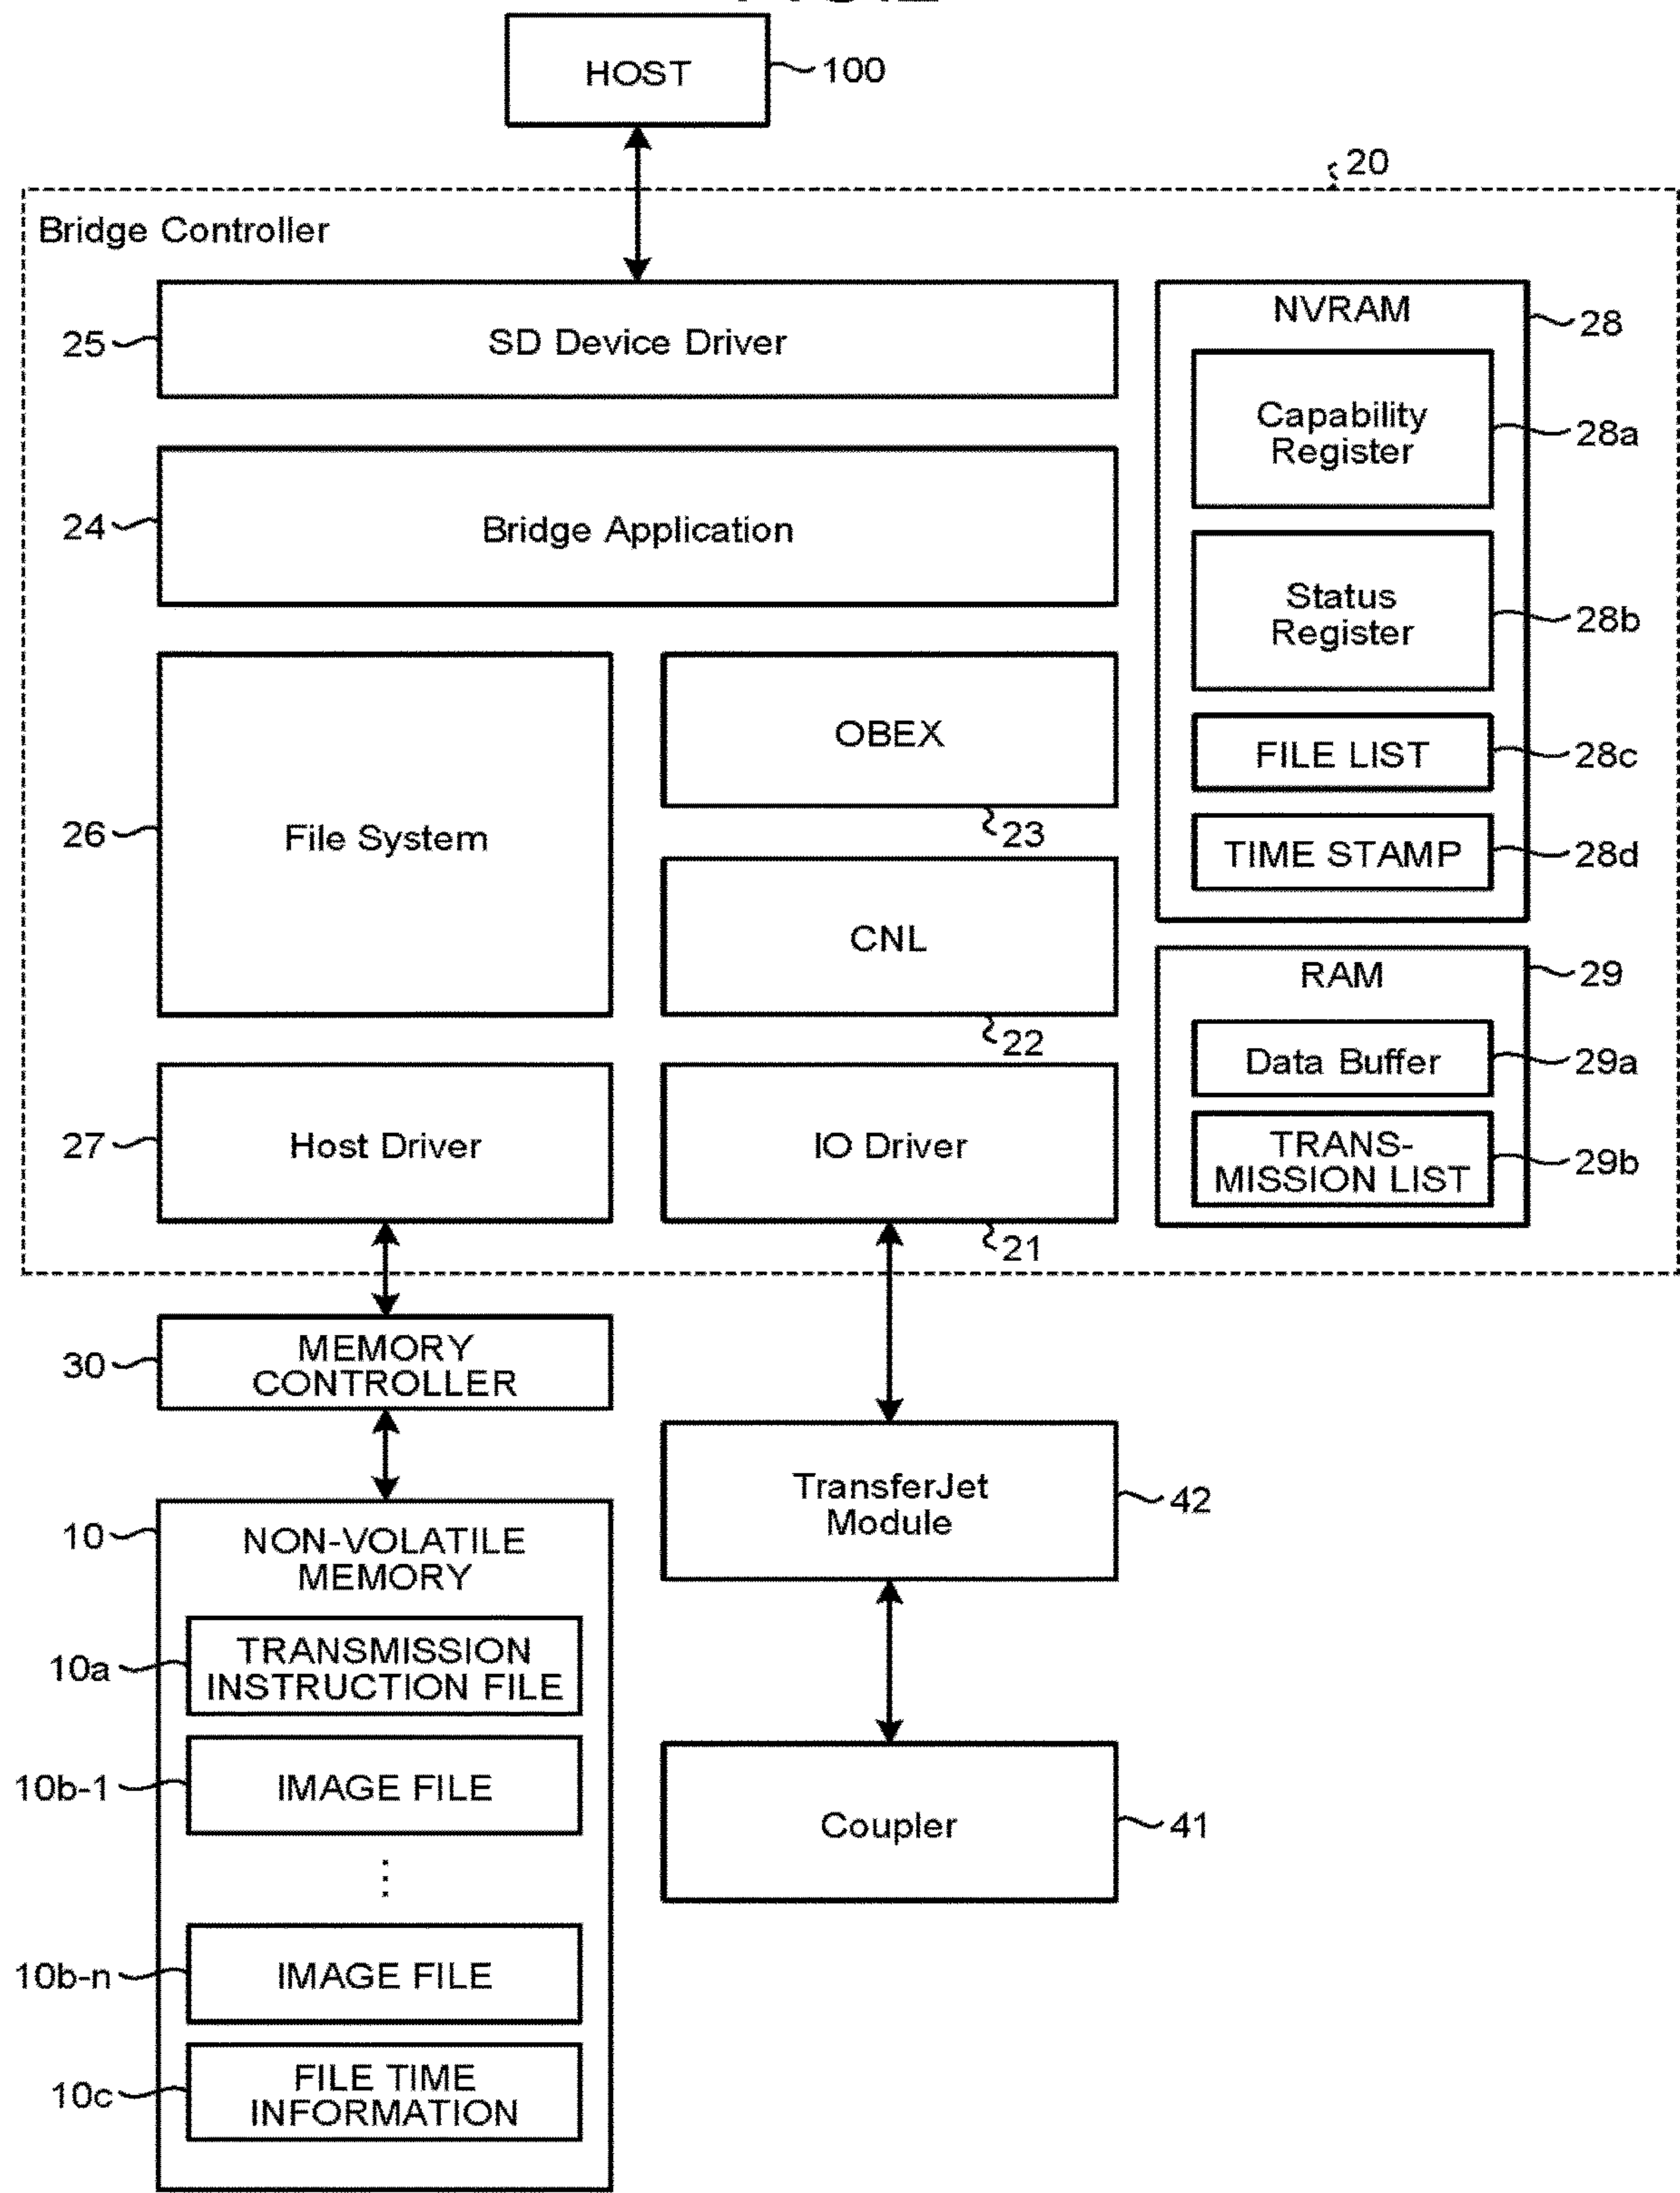 HOST
100
20
Bridge Controller
25
SD Device Driver
NVRAM
28
Capability
Register
28a
24
Bridge Application
Status
Register
28b
FILE LIST
28c
TIME STAMP
28d
26
File System
OBEX
23
CNL
22
RAM
29
Data Buffer
29a
TRANS-
MISSION LIST
29b
27
Host Driver
IO Driver
21
30
MEMORY
CONTROLLER
TransferJet
Module
42
10
NON-VOLATILE
MEMORY
10a
TRANSMISSION
INSTRUCTION FILE
10b-1
IMAGE FILE
⋮
Coupler
41
10b-n
IMAGE FILE
10c
FILE TIME
INFORMATION